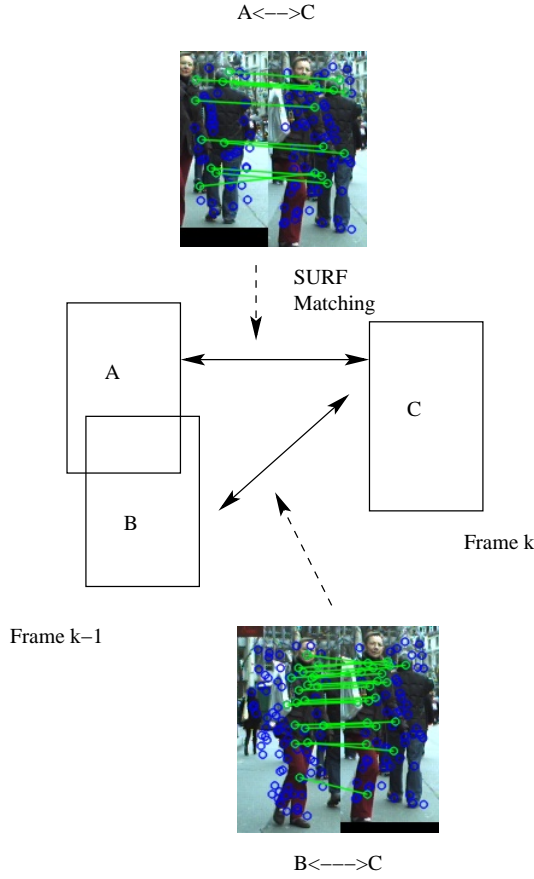 A<-->C
SURF
Matching
A
C
B
Frame k
Frame k-1
B<--->C